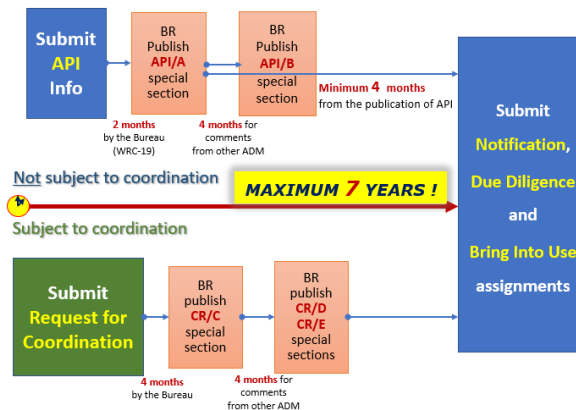 Submit
API
Info
BR
Publish
API/A
special
section
BR
Publish
API/B
special
section
2 months
by the Bureau
(WRC-19)
4 months for
comments
from other ADM
Minimum 4 months
from the publication of API
Not subject to coordination
MAXIMUM 7 YEARS !
Subject to coordination
Submit
Notification,
Due Diligence
and
Bring Into Use
assignments
Submit
Request for
Coordination
BR
publish
CR/C
special
section
BR
publish
CR/D
CR/E
special
sections
4 months
by the Bureau
4 months for
comments
from other ADM